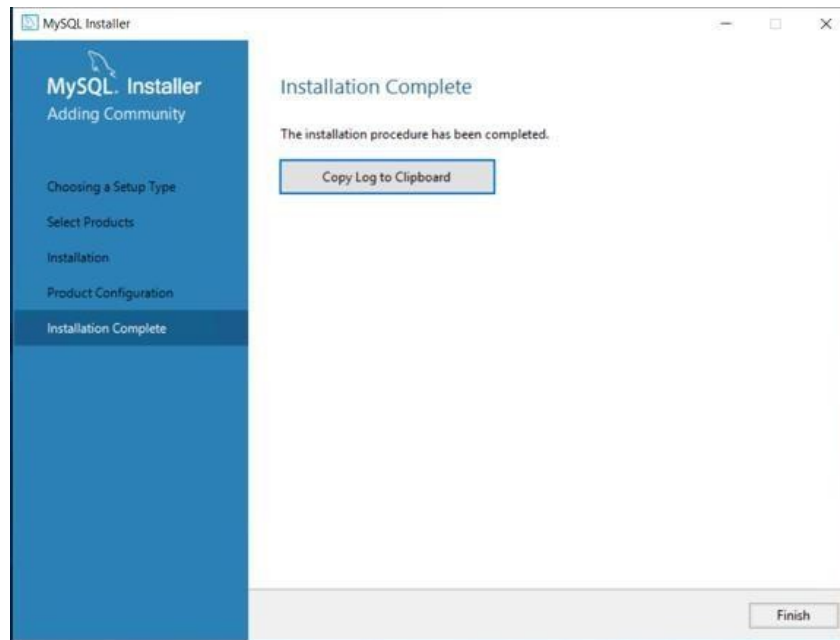 MySQL Installer
MySQL. Installer
Adding Community
Choosing a Setup Type
Select Products
Installation
Product Configuration
Installation Complete
Installation Complete
The installation procedure has been completed.
Copy Log to Clipboard
Finish